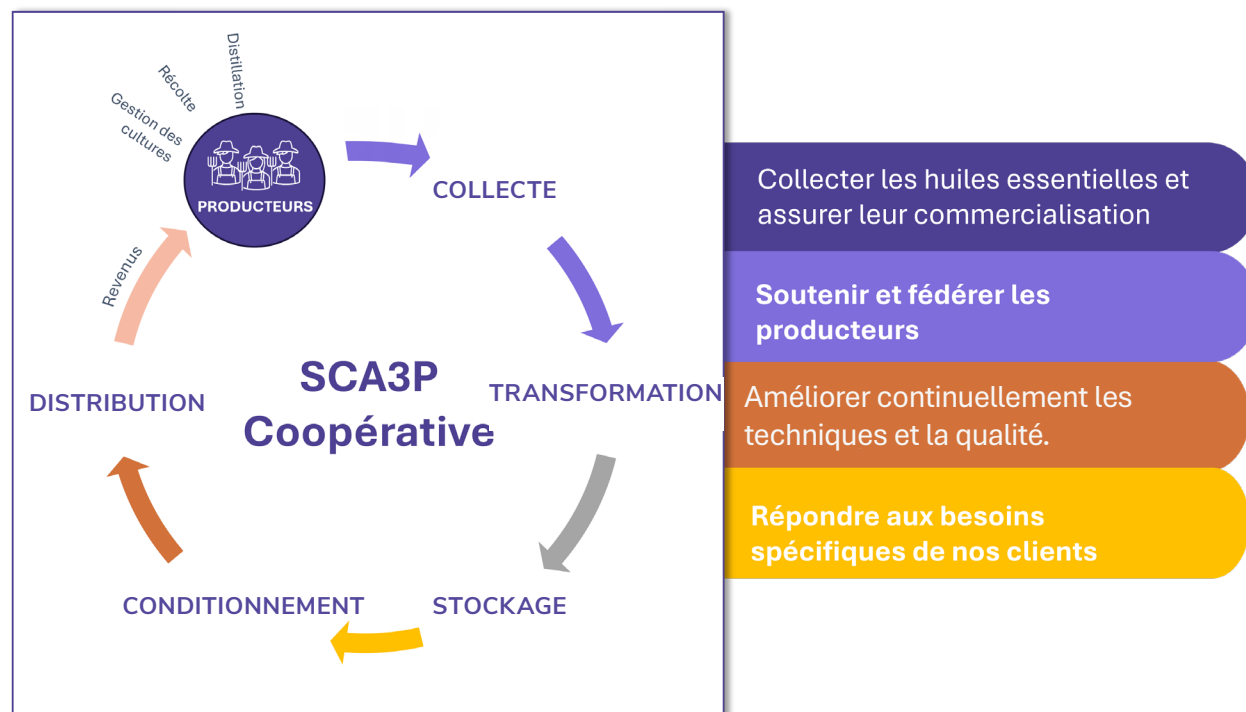 Distillation
Récolte
Gestion des
cultures
PRODUCTEURS
COLLECTE
Revenus
SCA3P
Coopérative
TRANSFORMATION
DISTRIBUTION
CONDITIONNEMENT
STOCKAGE
Collecter les huiles essentielles et
assurer leur commercialisation
Soutenir et fédérer les
producteurs
Améliorer continuellement les
techniques et la qualité.
Répondre aux besoins
spécifiques de nos clients